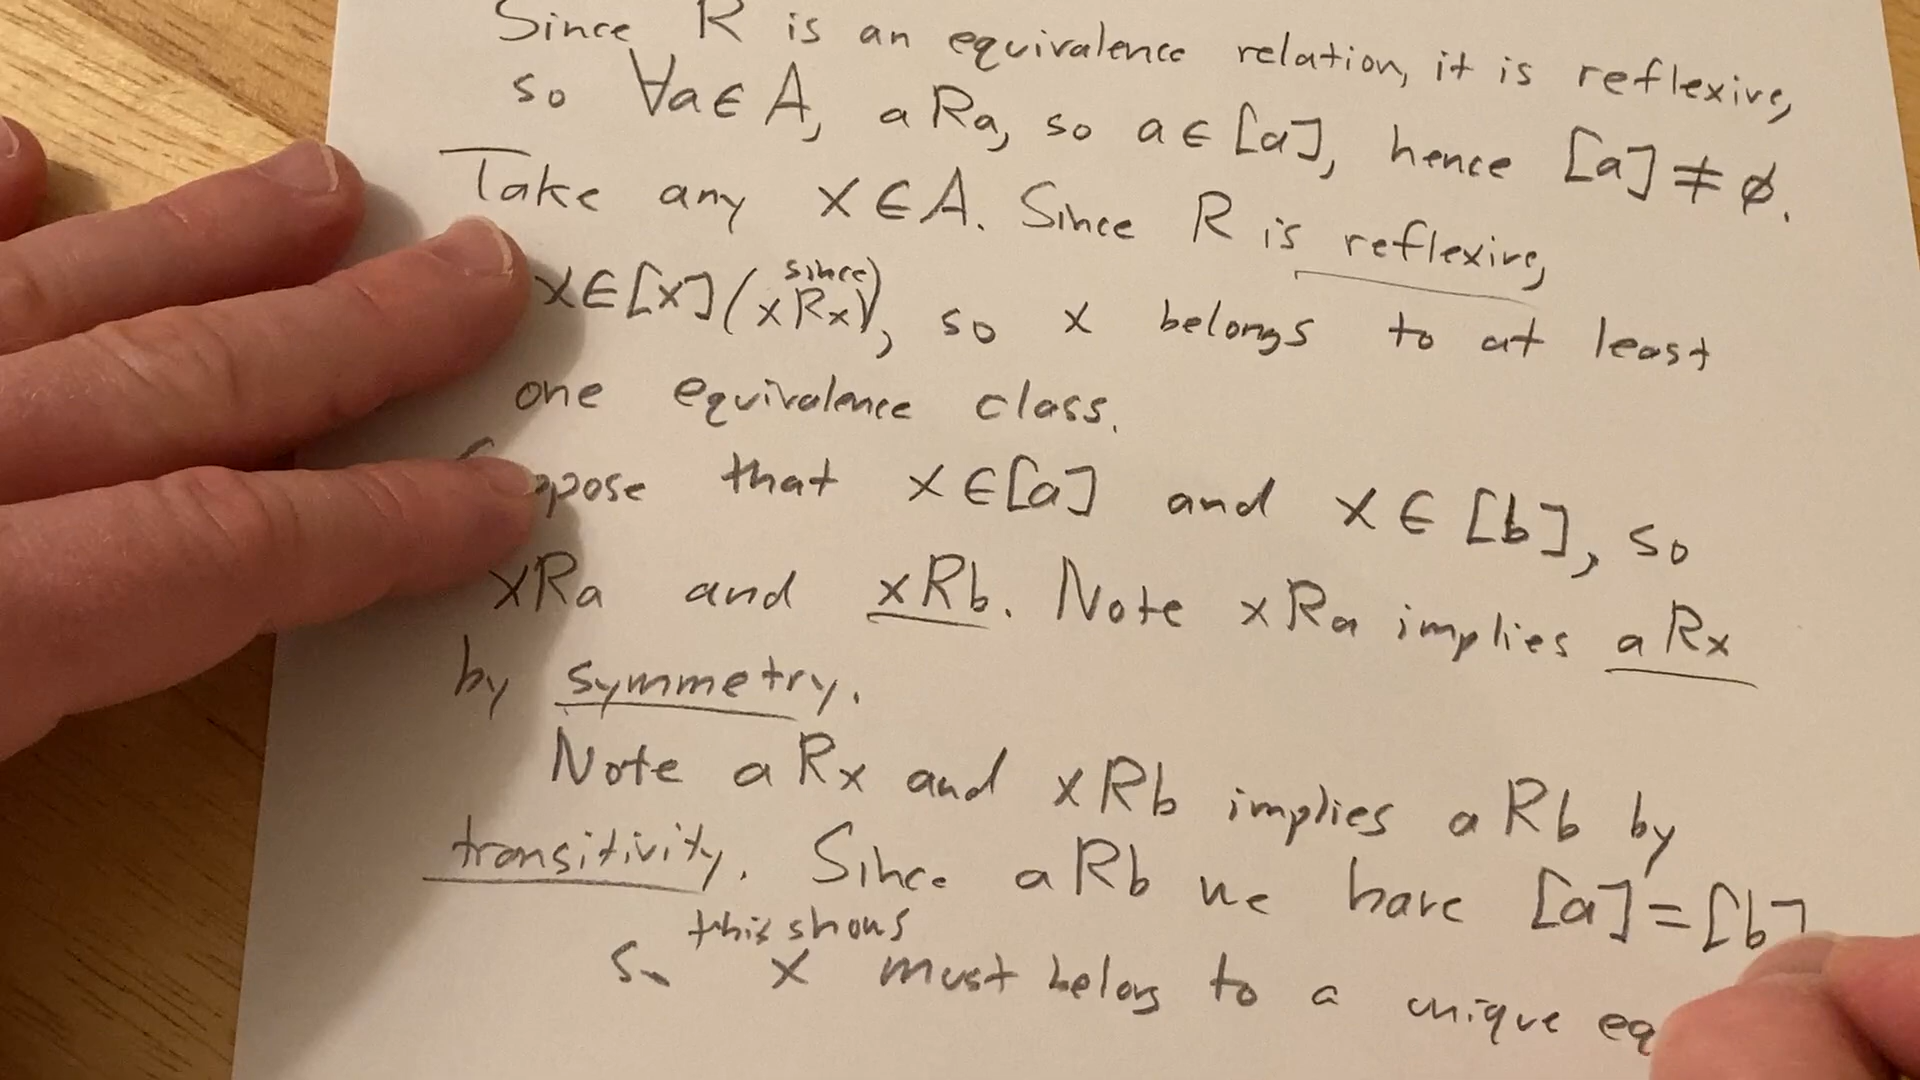 Since R is an equivalence relation, it is reflexive,
so ∀a∈A, aRa, so a∈[a], hence [a]≠∅.
Take any x∈A. Since R is reflexive,
x∈[x] (since xRx), so x belongs to at least
one equivalence class.
that x∈[a] and x∈[b], so
xRa and xRb. Note xRa implies aRx
by symmetry.
Note aRx and xRb implies aRb by
transitivity. Since aRb we have [a]=[b]
this shows
So x must belong to a unique eq